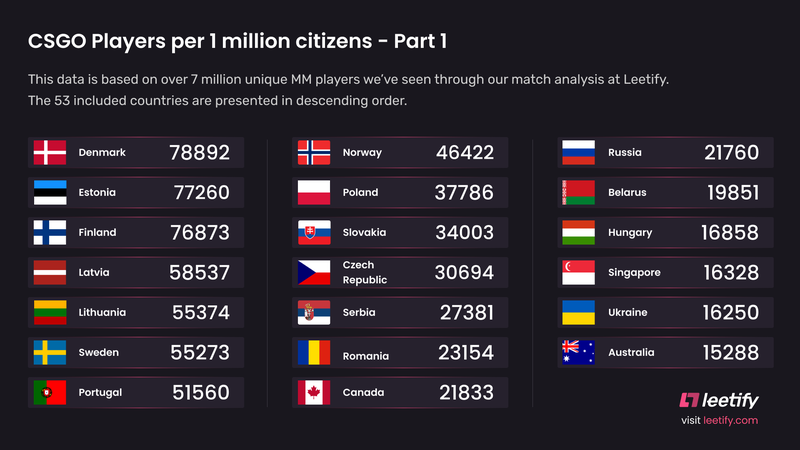 CSGO Players per 1 million citizens - Part 1
This data is based on over 7 million unique MM players we've seen through our match analysis at Leetify.
The 53 included countries are presented in descending order.
Denmark 78892
Estonia 77260
Finland 76873
Latvia 58537
Lithuania 55374
Sweden 55273
Portugal 51560
Norway 46422
Poland 37786
Slovakia 34003
Czech
Republic 30694
Serbia 27381
Romania 23154
Canada 21833
Russia 21760
Belarus 19851
Hungary 16858
Singapore 16328
Ukraine 16250
Australia 15288
leetify
visit leetify.com